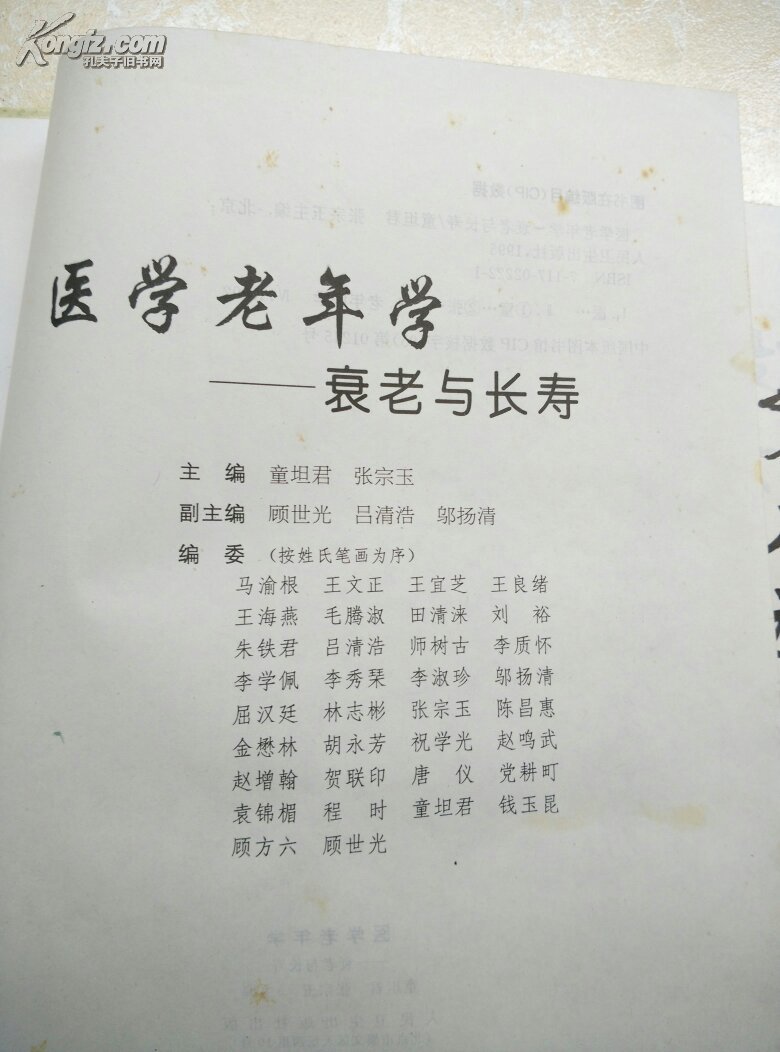 Kongfz.com
孔夫子旧书网
医学老年学
——衰老与长寿
主 编 童坦君 张宗玉
副主编 顾世光 吕清浩 邬扬清
编 委 (按姓氏笔画为序)
马渝根 王文正 王宜芝 王良绪
王海燕 毛腾淑 田清涞 刘 裕
朱铁君 吕清浩 师树古 李质怀
李学佩 李秀琹 李淑珍 邬扬清
屈汉廷 林志彬 张宗玉 陈昌惠
金懋林 胡永芳 祝学光 赵鸣武
赵增翰 贺联印 唐 仪 党耕町
袁锦楣 程 时 童坦君 钱玉昆
顾方六 顾世光